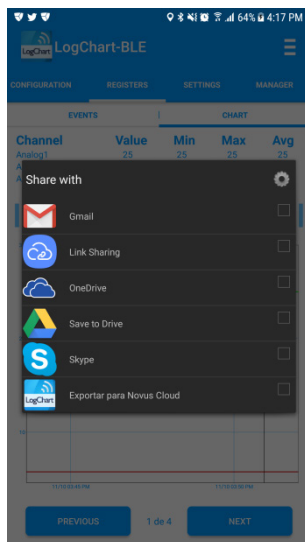 64% 4:17 PM
LogChart LogChart-BLE
CONFIGURATION REGISTERS SETTINGS MANAGER
EVENTS CHART
Channel Value Min Max Avg
Analog1 25 25 25 25
Share with
Gmail
Link Sharing
OneDrive
Save to Drive
S Skype
LogChart Exportar para Novus Cloud
PREVIOUS 1 de 4 NEXT